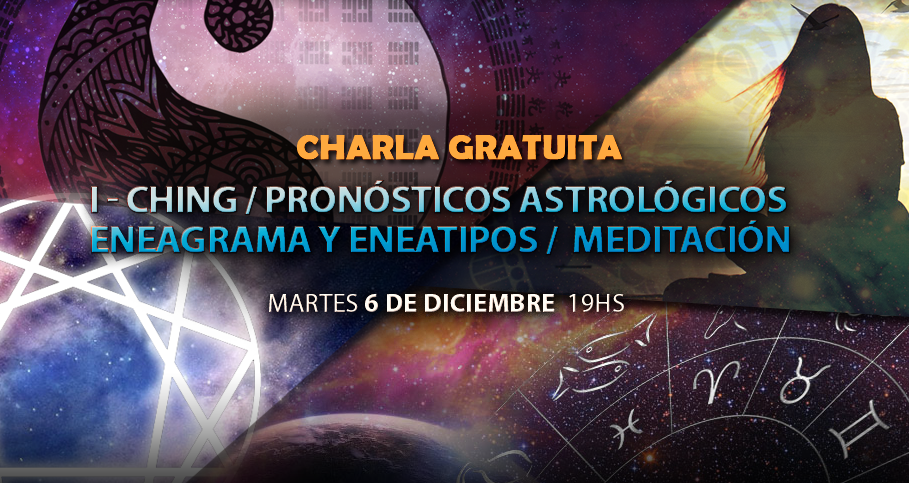 CHARLA GRATUITA
I - CHING / PRONÓSTICOS ASTROLÓGICOS
ENEAGRAMA Y ENEATIPOS / MEDITACIÓN
MARTES 6 DE DICIEMBRE 19HS